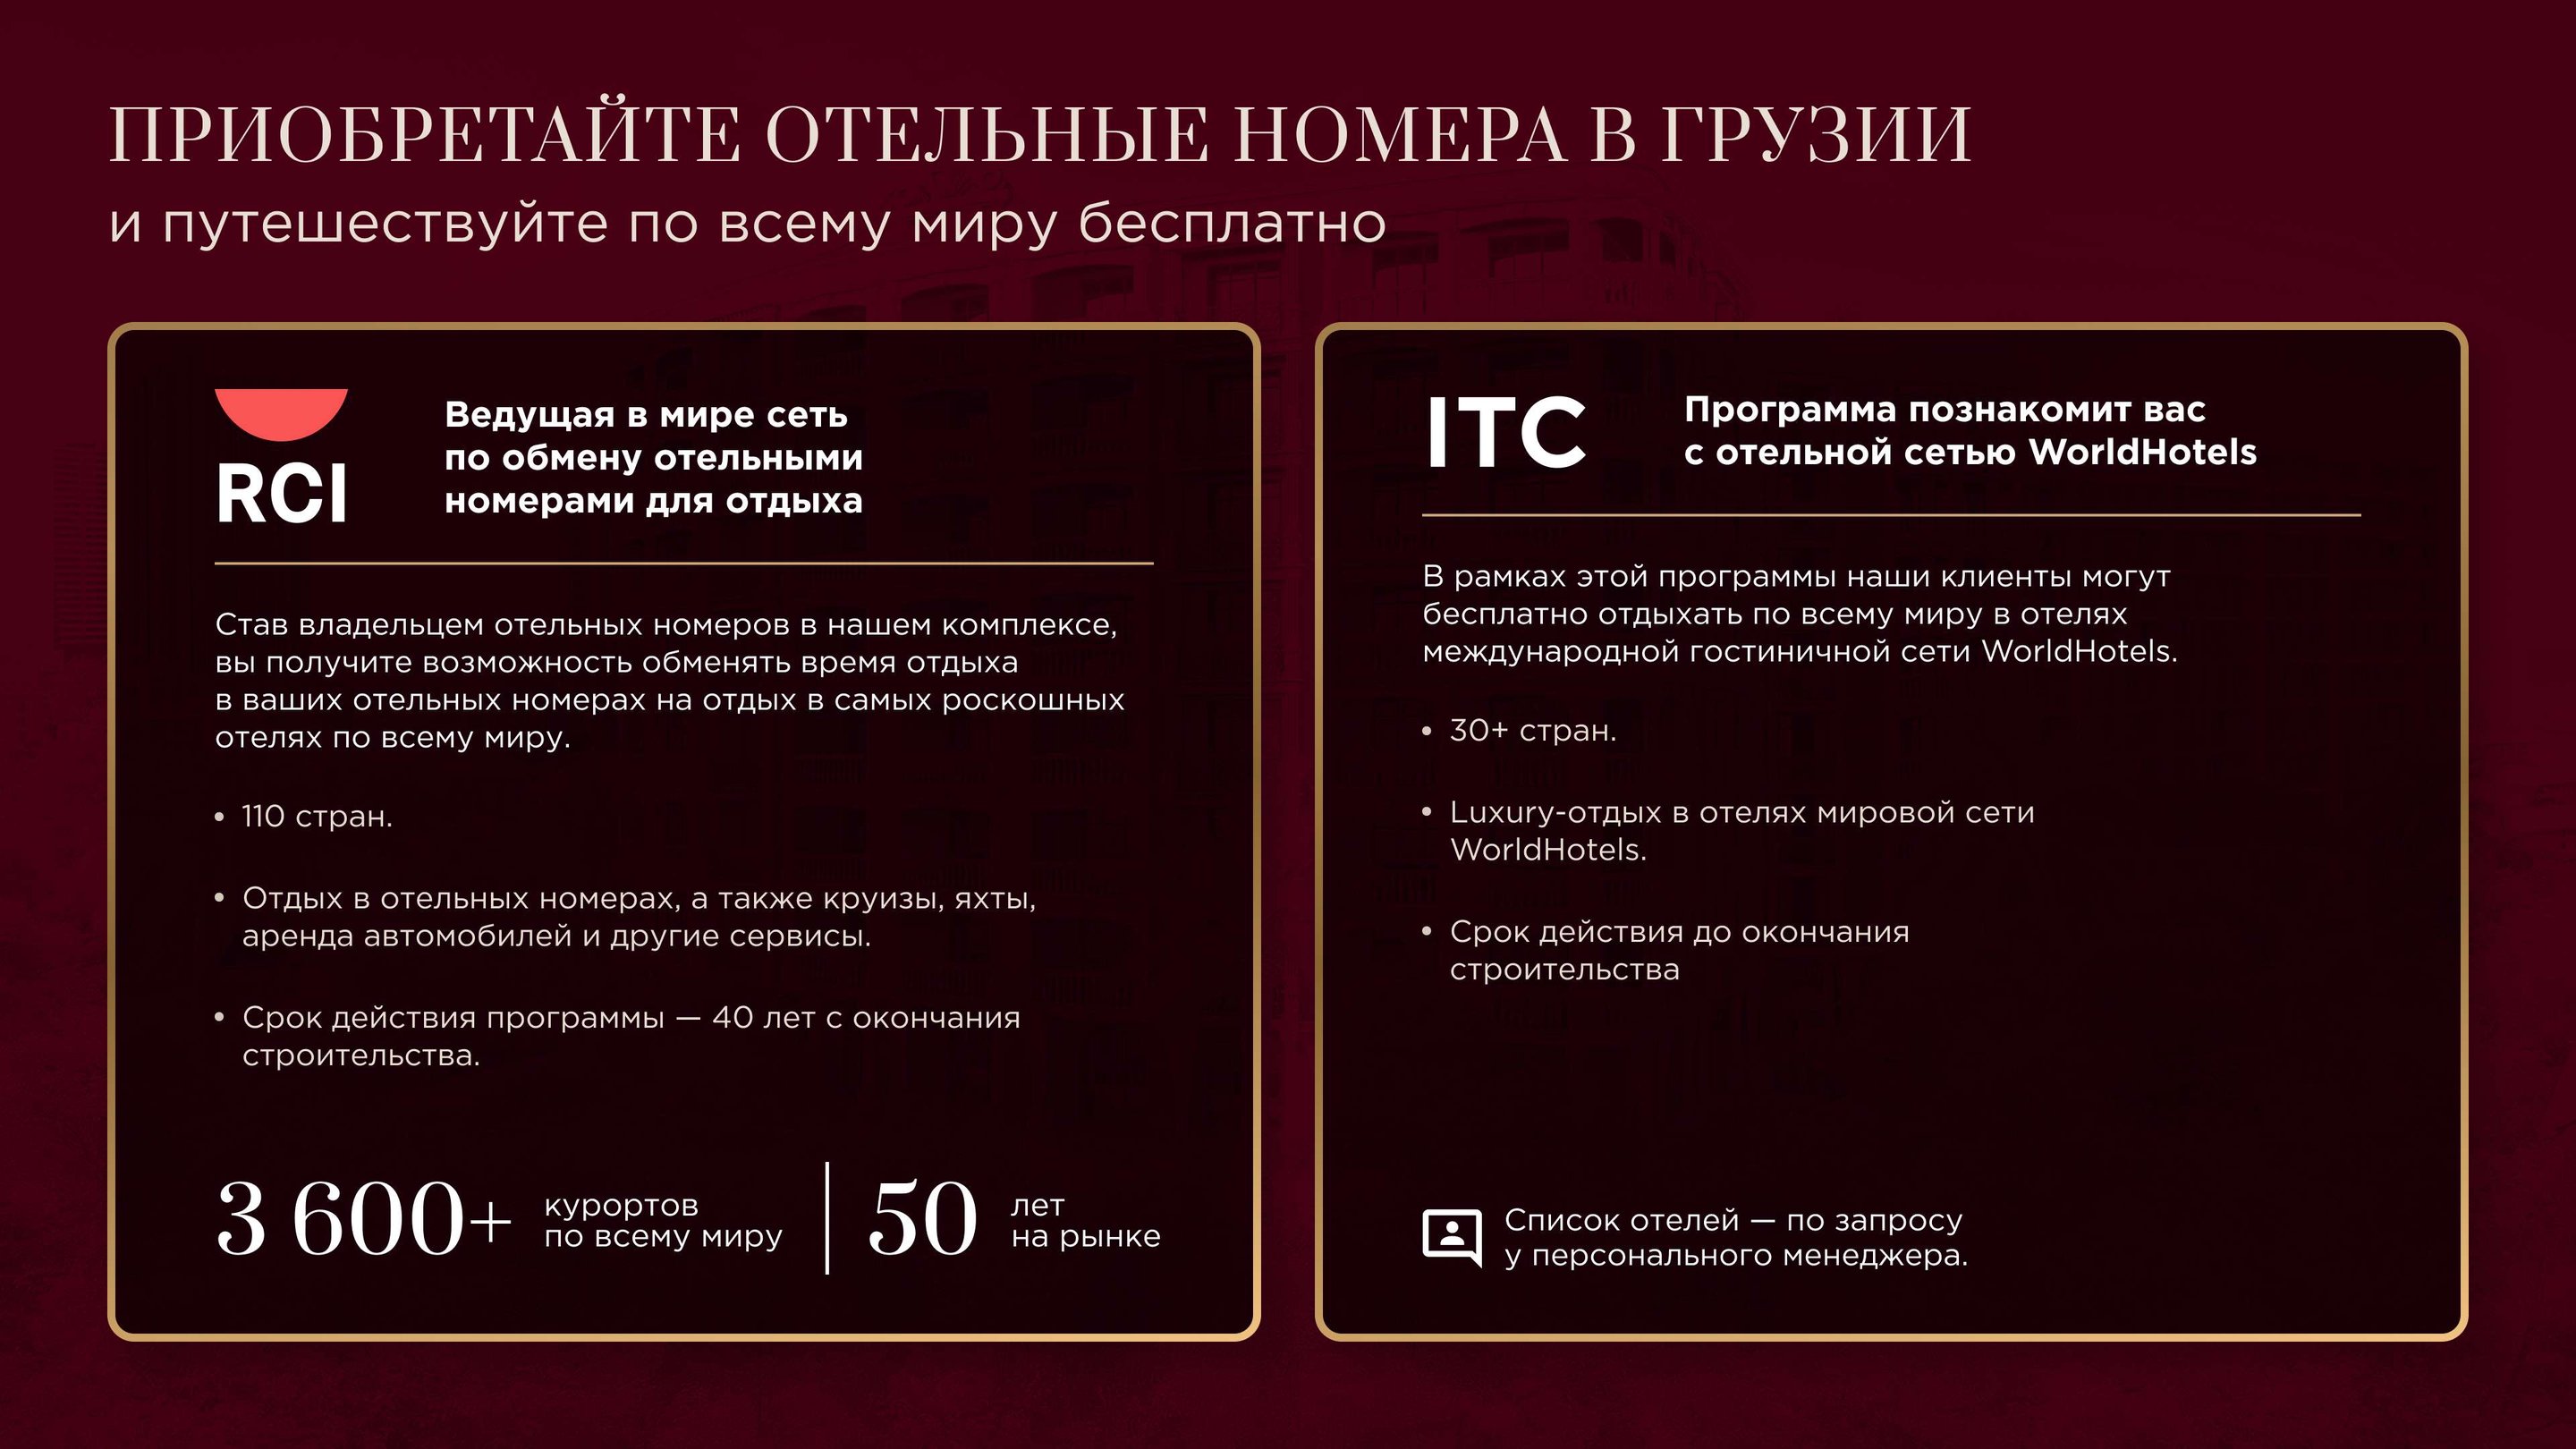 ПРИОБРЕТАЙТЕ ОТЕЛЬНЫЕ НОМЕРА В ГРУЗИИ
и путешествуйте по всему миру бесплатно
RCI
Ведущая в мире сеть
по обмену отельными
номерами для отдыха
Став владельцем отельных номеров в нашем комплексе,
вы получите возможность обменять время отдыха
в ваших отельных номерах на отдых в самых роскошных
отелях по всему миру.
• 110 стран.
• Отдых в отельных номерах, а также круизы, яхты,
аренда автомобилей и другие сервисы.
• Срок действия программы — 40 лет с окончания
строительства.
3 600+ курортов
по всему миру
50 лет
на рынке
ITC
Программа познакомит вас
с отельной сетью WorldHotels
В рамках этой программы наши клиенты могут
бесплатно отдыхать по всему миру в отелях
международной гостиничной сети WorldHotels.
• 30+ стран.
• Luxury-отдых в отелях мировой сети
WorldHotels.
• Срок действия до окончания
строительства
Список отелей — по запросу
у персонального менеджера.